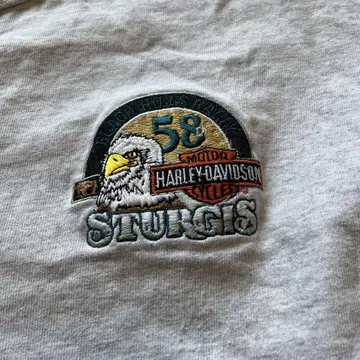 BLACK HILLS RALLY
58
MOTOR
HARLEY-DAVIDSON
CYCLES
STURGIS